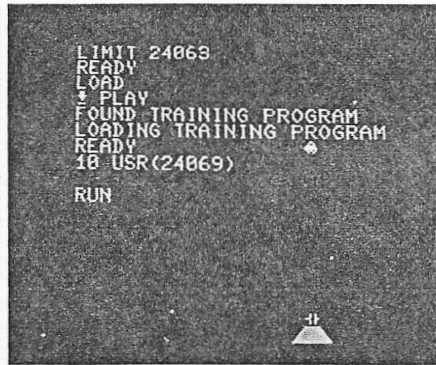 LIMIT 24063
READY
LOAD
⬇ PLAY
FOUND TRAINING PROGRAM
LOADING TRAINING PROGRAM
READY
10 USR(24069)
RUN